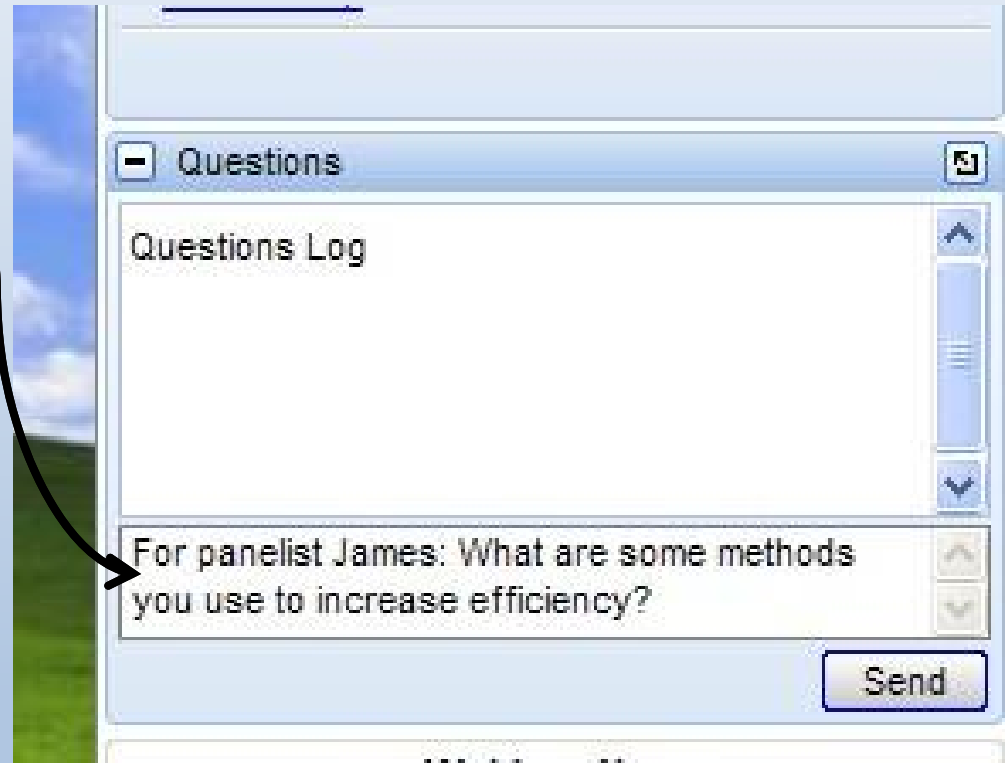 Questions
Questions Log
For panelist James: What are some methods
you use to increase efficiency?
Send